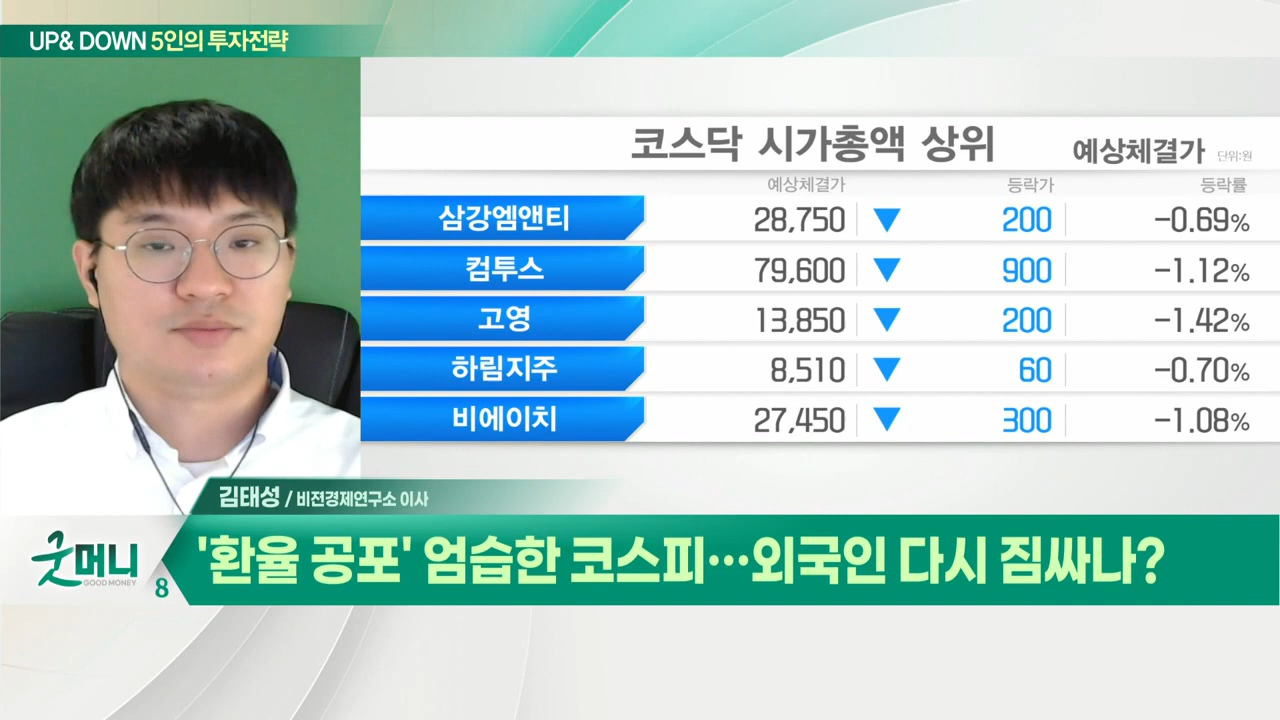 UP& DOWN 5인의 투자전략
코스닥 시가총액 상위 예상체결가 단위:원
예상체결가 등락가 등락률
삼강엠앤티 28,750 ▼ 200 -0.69%
컴투스 79,600 ▼ 900 -1.12%
고영 13,850 ▼ 200 -1.42%
하림지주 8,510 ▼ 60 -0.70%
비에이치 27,450 ▼ 300 -1.08%
김태성 / 비전경제연구소 이사
굿머니
GOOD MONEY
8
'환율 공포' 엄습한 코스피…외국인 다시 짐싸나?